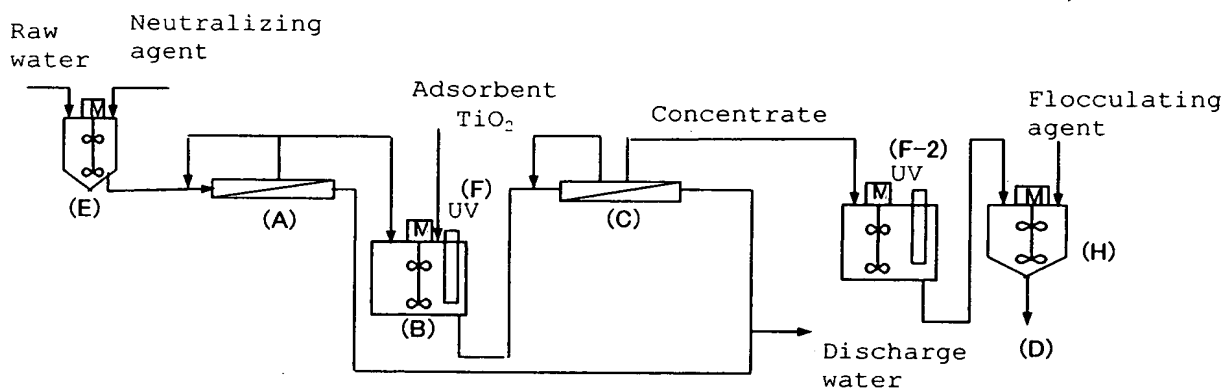 Raw
water
Neutralizing
agent
M
(E)
(A)
Adsorbent
TiO₂
(F)
UV
M
(B)
Concentrate
(C)
(F-2)
UV
M
Flocculating
agent
M
(H)
(D)
Discharge
water